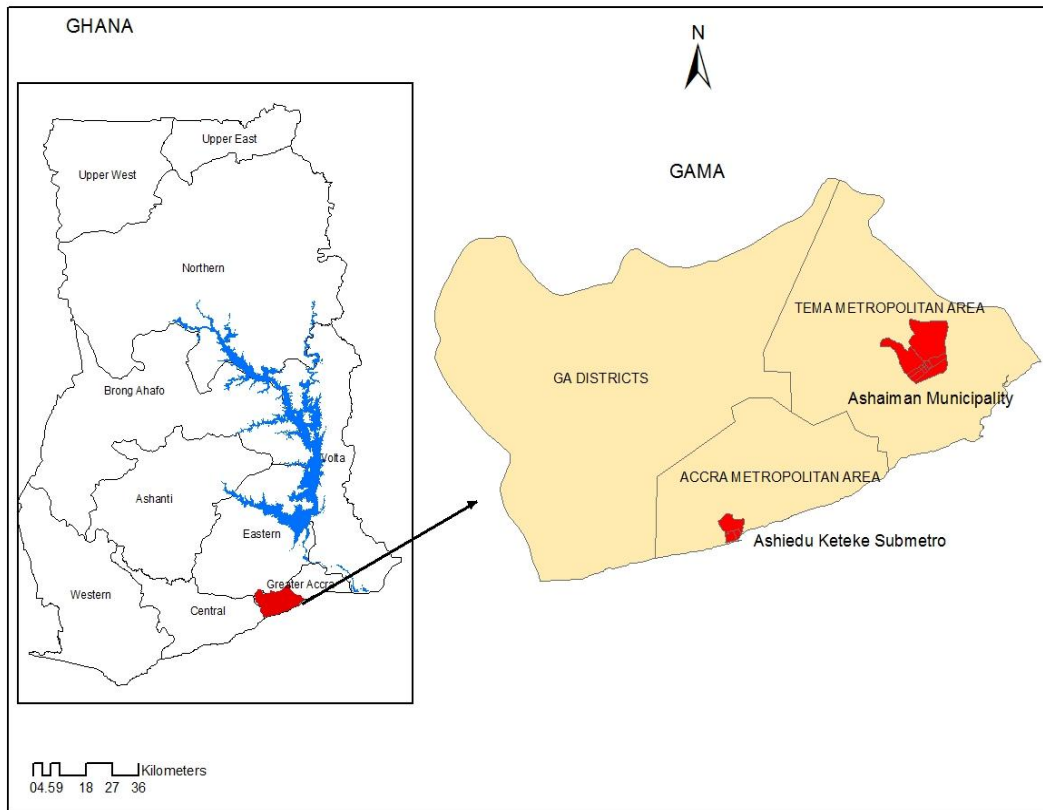 GHANA
Upper East
Upper West
Northern
Brong Ahafo
Volta
Ashanti
Eastern
Greater Accra
Western
Central
N
GAMA
TEMA METROPOLITAN AREA
GA DISTRICTS
Ashaiman Municipality
ACCRA METROPOLITAN AREA
Ashiedu Keteke Submetro
Kilometers
04.59 18 27 36